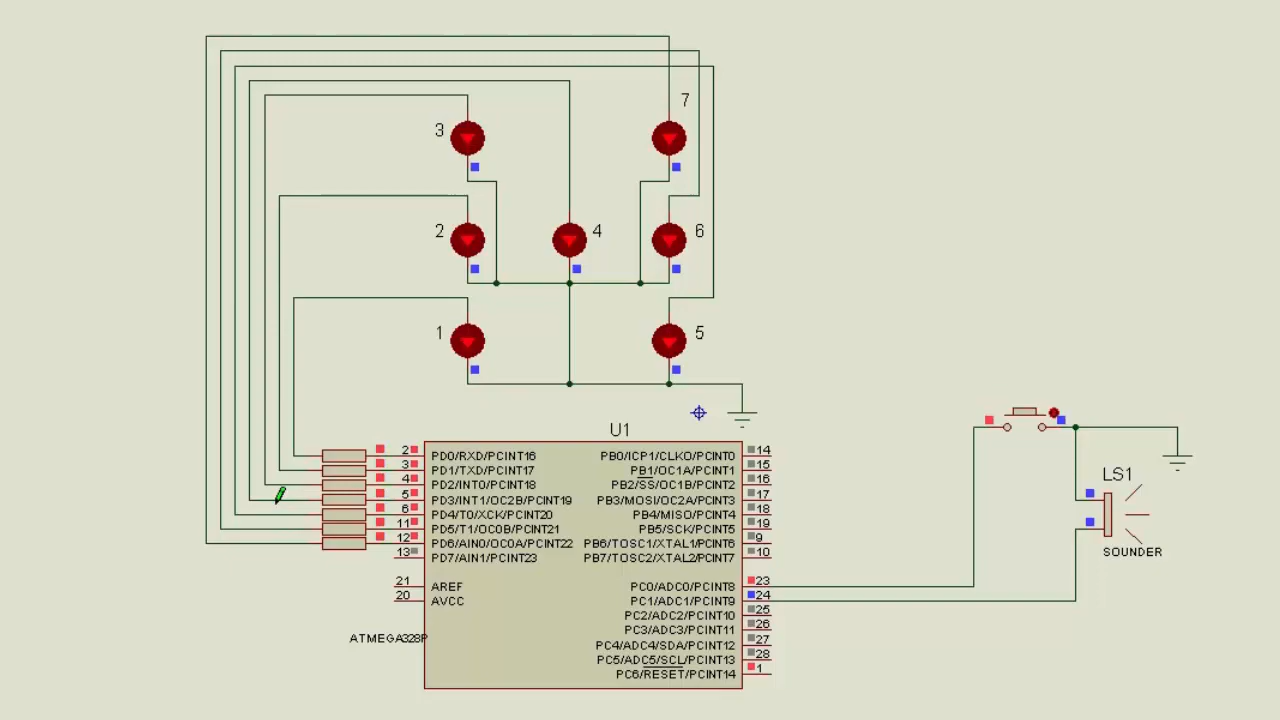 7
3
2
4
6
1
5
U1
2
PD0/RXD/PCINT16
PB0/ICP1/CLKO/PCINT0
14
3
PD1/TXD/PCINT17
PB1/OC1A/PCINT1
15
4
PD2/INT0/PCINT18
PB2/SS/OC1B/PCINT2
16
5
PD3/INT1/OC2B/PCINT19
PB3/MOSI/OC2A/PCINT3
17
6
PD4/T0/XCK/PCINT20
PB4/MISO/PCINT4
18
11
PD5/T1/OC0B/PCINT21
PB5/SCK/PCINT5
19
12
PD6/AIN0/OC0A/PCINT22
PB6/TOSC1/XTAL1/PCINT6
9
13
PD7/AIN1/PCINT23
PB7/TOSC2/XTAL2/PCINT7
10
21
AREF
PC0/ADC0/PCINT8
23
20
AVCC
PC1/ADC1/PCINT9
24
PC2/ADC2/PCINT10
25
PC3/ADC3/PCINT11
26
PC4/ADC4/SDA/PCINT12
27
PC5/ADC5/SCL/PCINT13
28
PC6/RESET/PCINT14
1
ATMEGA328P
LS1
SOUNDER